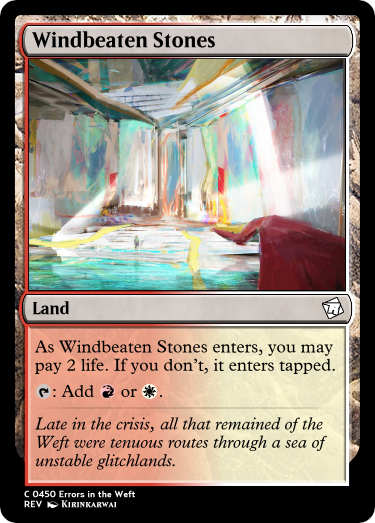 Windbeaten Stones
Land
As Windbeaten Stones enters, you may
pay 2 life. If you don't, it enters tapped.
: Add or .
Late in the crisis, all that remained of the
Weft were tenuous routes through a sea of
unstable glitchlands.
C 0450 Errors in the Weft
REV Kirinkarwai